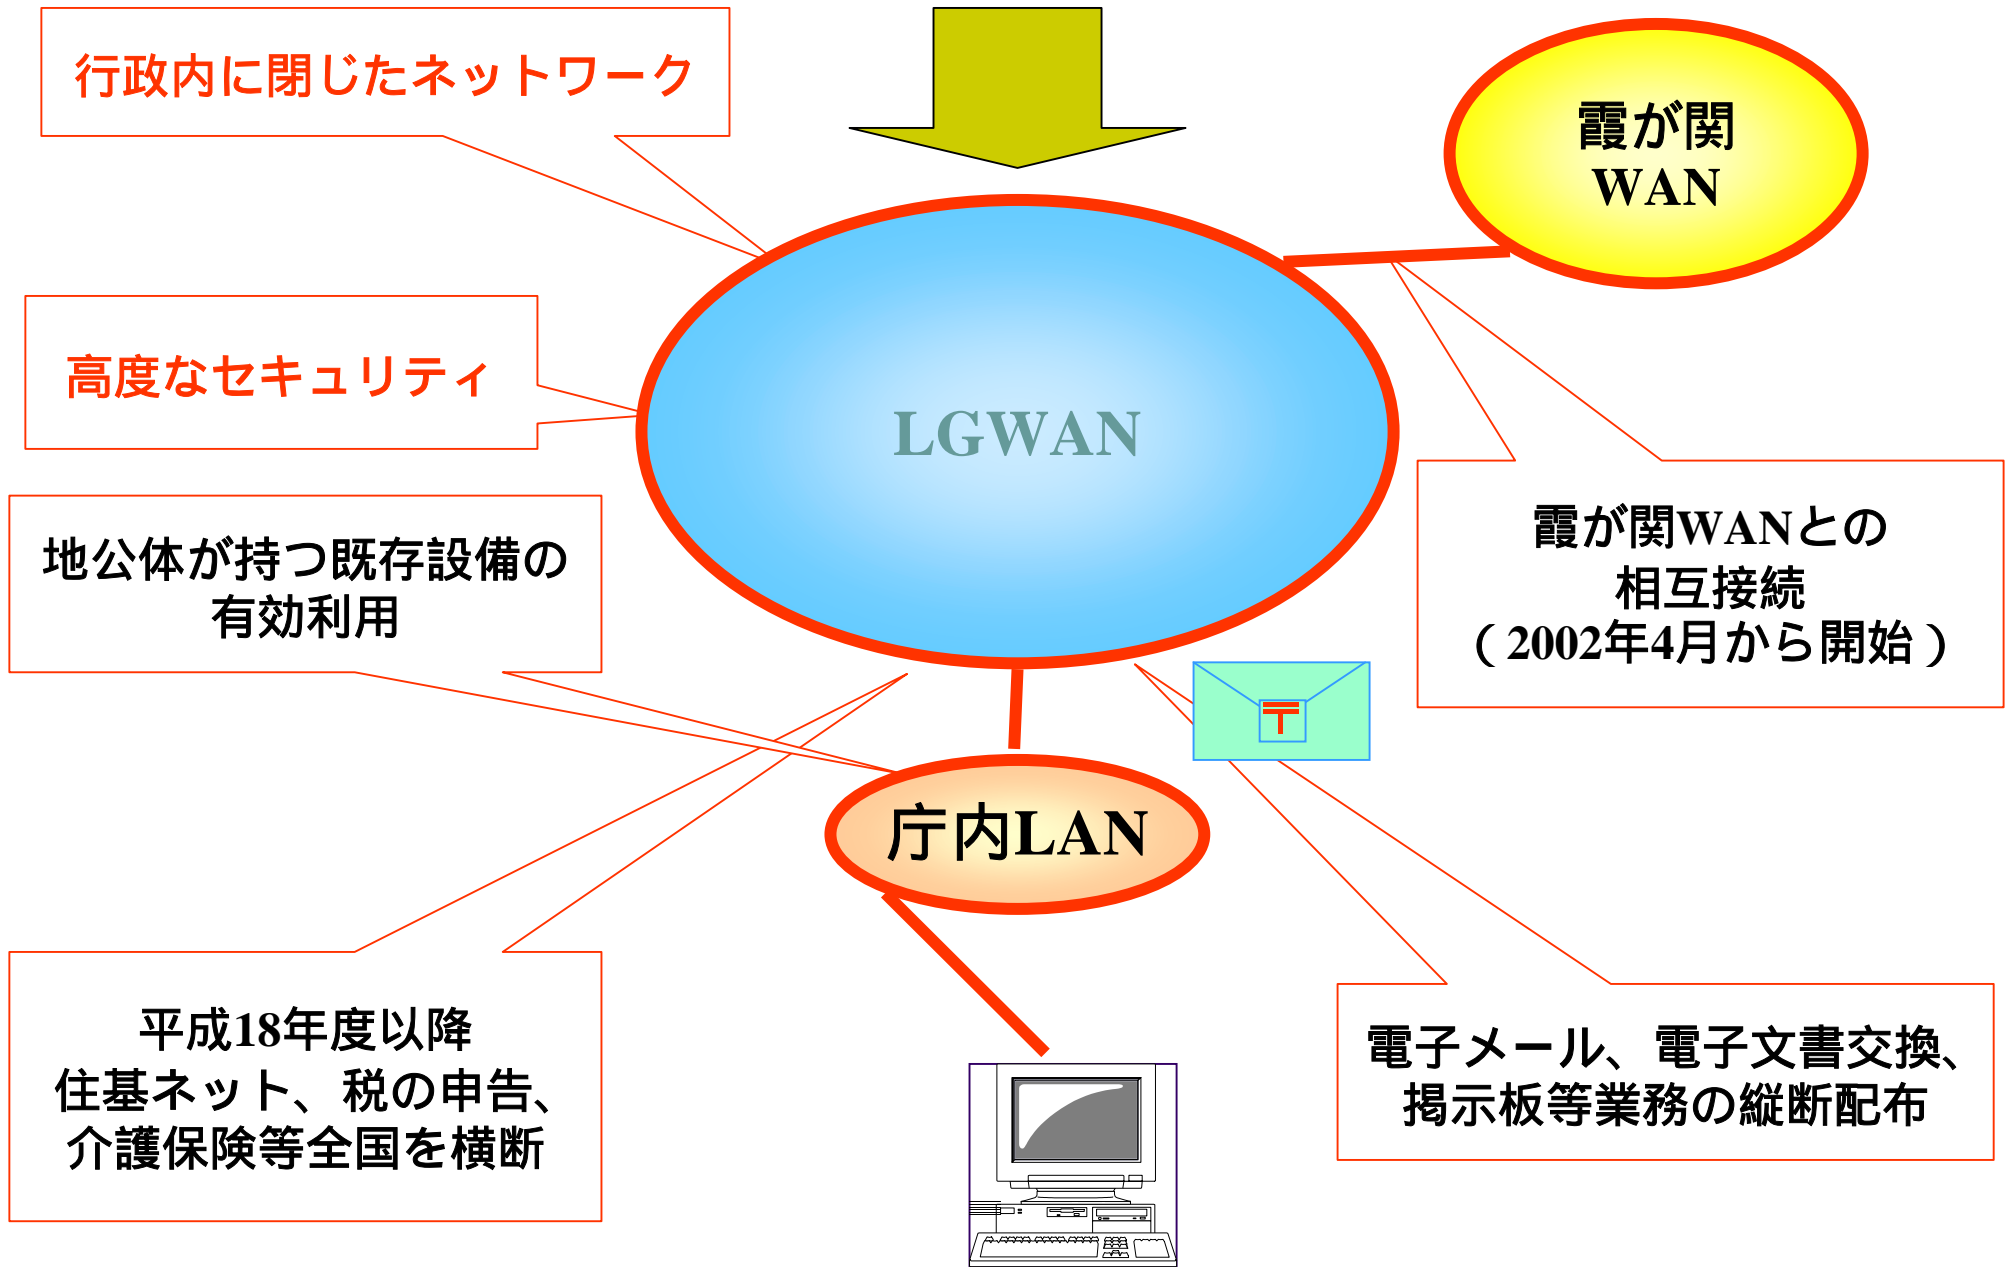 行政内に閉じたネットワーク
霞が関
WAN
高度なセキュリティ
LGWAN
地公体が持つ既存設備の
有効利用
霞が関WANとの
相互接続
（2002年4月から開始）
〒
庁内LAN
平成18年度以降
住基ネット、税の申告、
介護保険等全国を横断
電子メール、電子文書交換、
掲示板等業務の縦断配布